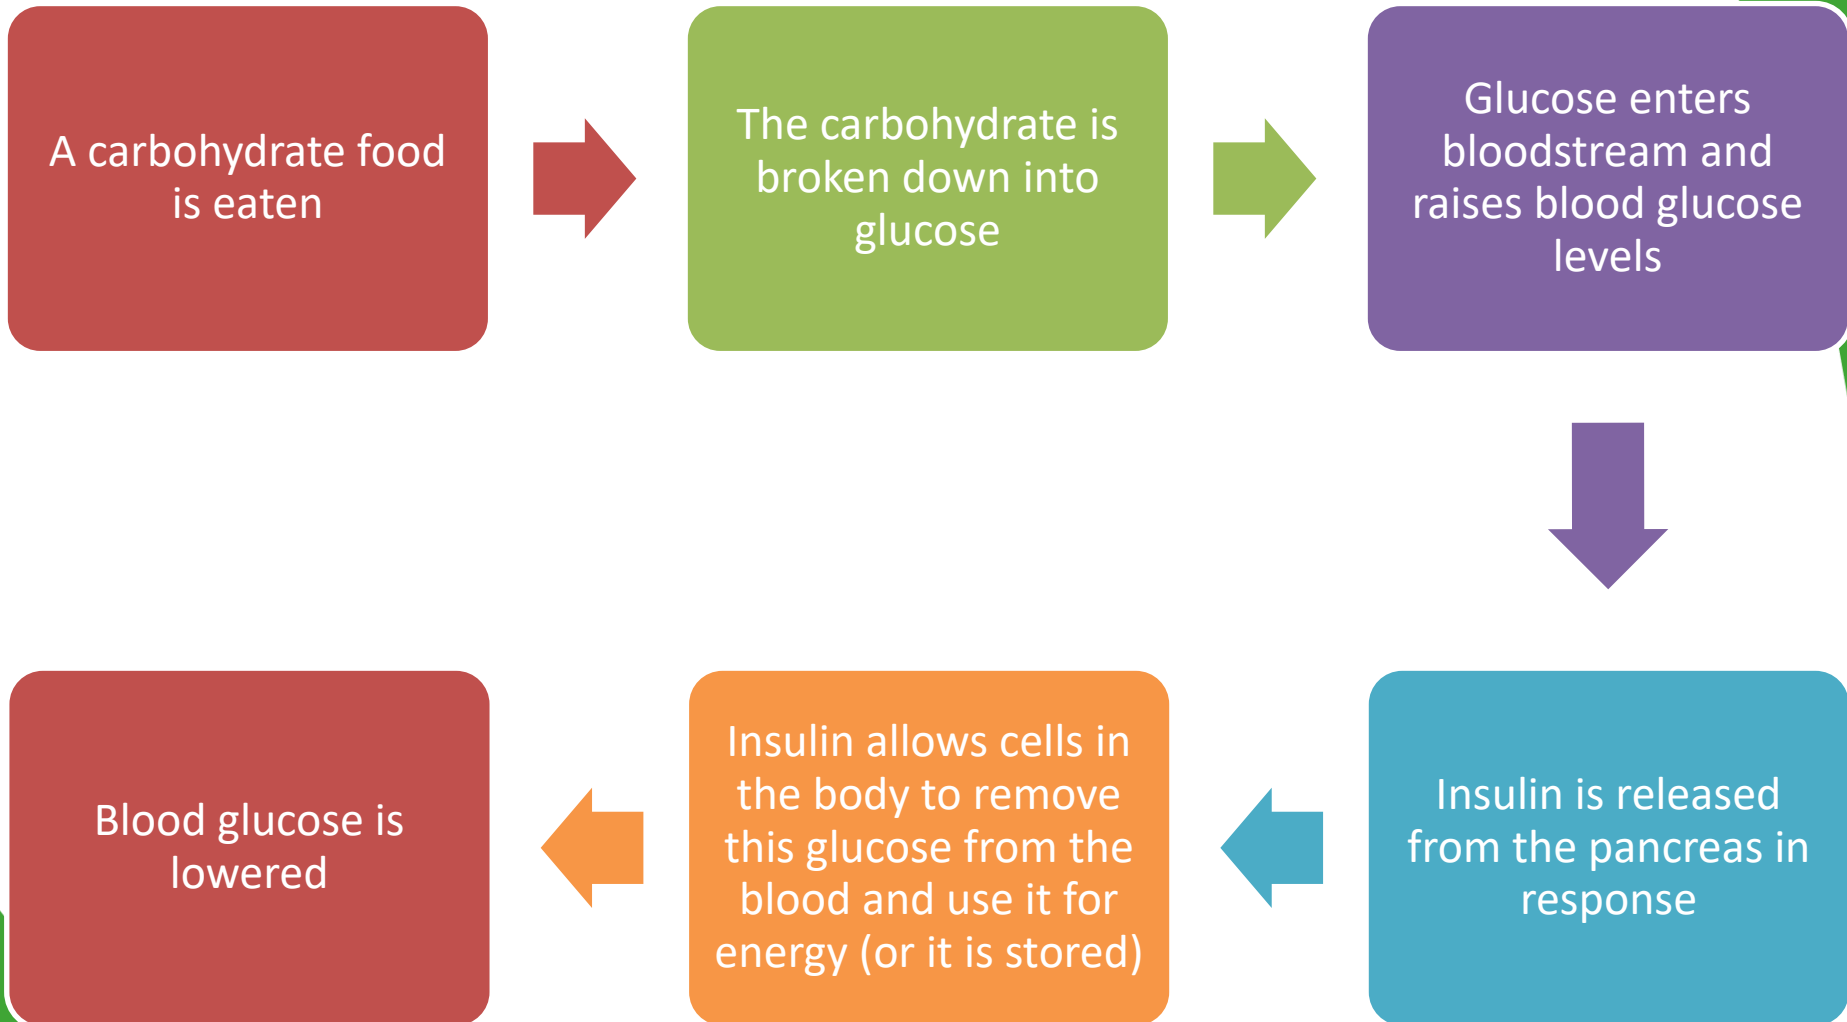 A carbohydrate food
is eaten
The carbohydrate is
broken down into
glucose
Glucose enters
bloodstream and
raises blood glucose
levels
Insulin is released
from the pancreas in
response
Insulin allows cells in
the body to remove
this glucose from the
blood and use it for
energy (or it is stored)
Blood glucose is
lowered